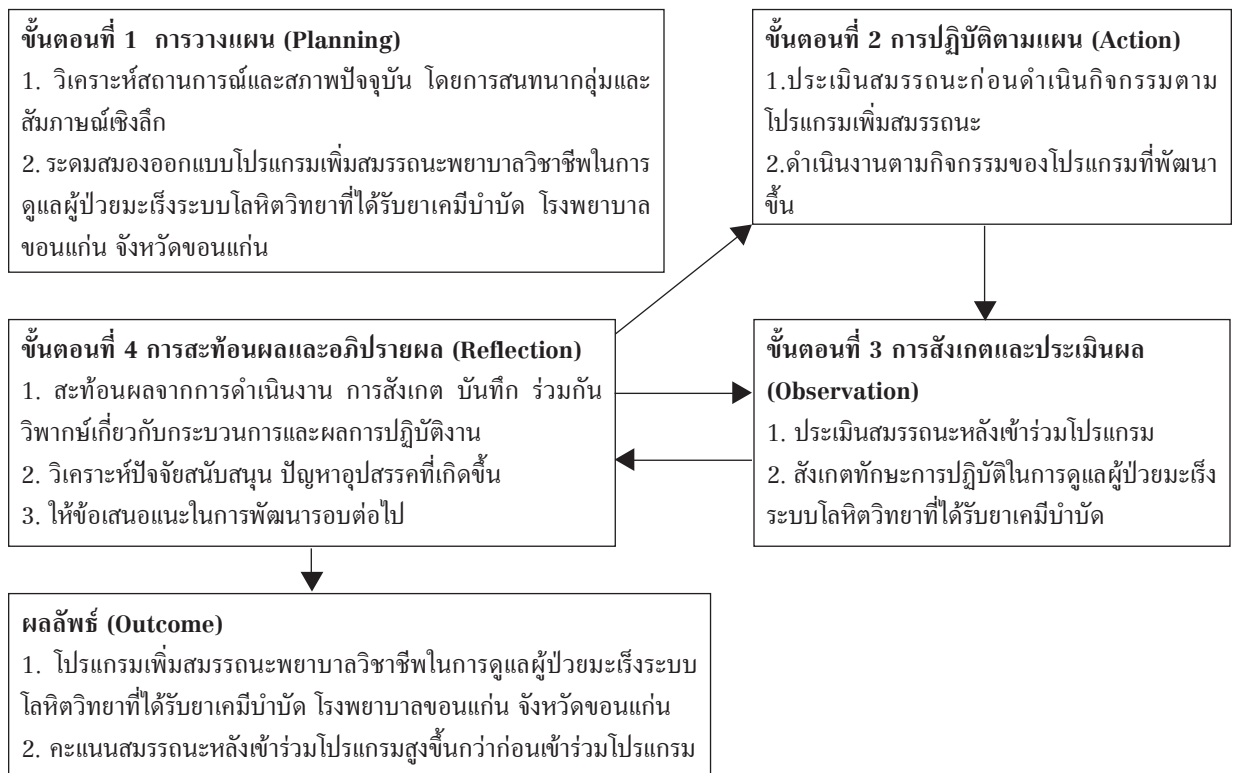 ขั้นตอนที่ 1 การวางแผน (Planning)
1. วิเคราะห์สถานการณ์และสภาพปัจจุบัน โดยการสนทนากลุ่มและ
สัมภาษณ์เชิงลึก
2. ระดมสมองออกแบบโปรแกรมเพิ่มสมรรถนะพยาบาลวิชาชีพในการ
ดูแลผู้ป่วยมะเร็งระบบโลหิตวิทยาที่ได้รับยาเคมีบำบัด โรงพยาบาล
ขอนแก่น จังหวัดขอนแก่น
ขั้นตอนที่ 2 การปฏิบัติตามแผน (Action)
1.ประเมินสมรรถนะก่อนดำเนินกิจกรรมตาม
โปรแกรมเพิ่มสมรรถนะ
2.ดำเนินงานตามกิจกรรมของโปรแกรมที่พัฒนา
ขึ้น
ขั้นตอนที่ 4 การสะท้อนผลและอภิปรายผล (Reflection)
1. สะท้อนผลจากการดำเนินงาน การสังเกต บันทึก ร่วมกัน
วิพากษ์เกี่ยวกับกระบวนการและผลการปฏิบัติงาน
2. วิเคราะห์ปัจจัยสนับสนุน ปัญหาอุปสรรคที่เกิดขึ้น
3. ให้ข้อเสนอแนะในการพัฒนารอบต่อไป
ขั้นตอนที่ 3 การสังเกตและประเมินผล
(Observation)
1. ประเมินสมรรถนะหลังเข้าร่วมโปรแกรม
2. สังเกตทักษะการปฏิบัติในการดูแลผู้ป่วยมะเร็ง
ระบบโลหิตวิทยาที่ได้รับยาเคมีบำบัด
ผลลัพธ์ (Outcome)
1. โปรแกรมเพิ่มสมรรถนะพยาบาลวิชาชีพในการดูแลผู้ป่วยมะเร็งระบบ
โลหิตวิทยาที่ได้รับยาเคมีบำบัด โรงพยาบาลขอนแก่น จังหวัดขอนแก่น
2. คะแนนสมรรถนะหลังเข้าร่วมโปรแกรมสูงขึ้นกว่าก่อนเข้าร่วมโปรแกรม